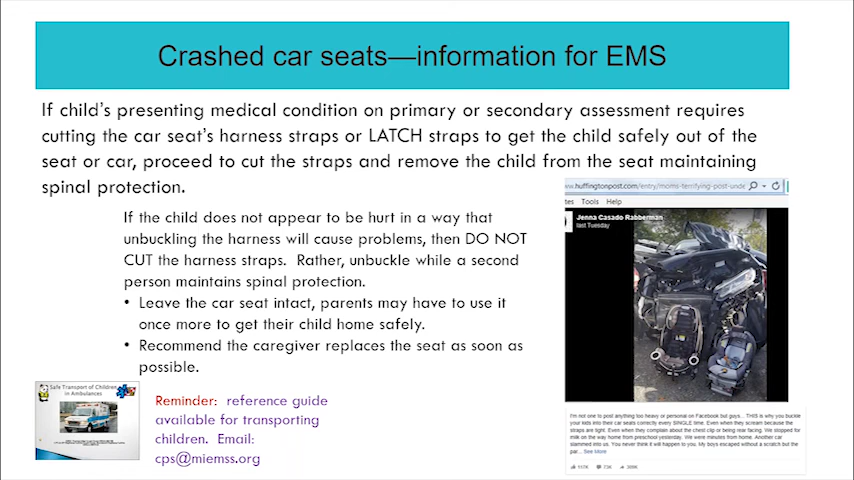 Crashed car seats—information for EMS
If child's presenting medical condition on primary or secondary assessment requires
cutting the car seat's harness straps or LATCH straps to get the child safely out of the
seat or car, proceed to cut the straps and remove the child from the seat maintaining
spinal protection.
If the child does not appear to be hurt in a way that
unbuckling the harness will cause problems, then DO NOT
CUT the harness straps. Rather, unbuckle while a second
person maintains spinal protection.
• Leave the car seat intact, parents may have to use it
once more to get their child home safely.
• Recommend the caregiver replaces the seat as soon as
possible.
Safe Transport of Children
in Ambulances
Reminder: reference guide
available for transporting
children. Email:
cps@miemss.org
www.huffingtonpost.com/entry/moms-terrifying-post-unde
tes Tools Help
Jenna Casado Rabberman
last Tuesday
I'm not one to post anything too heavy or personal on Facebook but guys... THIS is why you buckle
your kids into their car seats correctly every SINGLE time. Even when they scream because the
straps are tight. Even when they complain about the chest clip or being rear facing. We stopped for
milk on the way home from preschool yesterday. We were minutes from home. Another car
slammed into us. You never think it will happen to you. My boys escaped without a scratch but the
par... See More